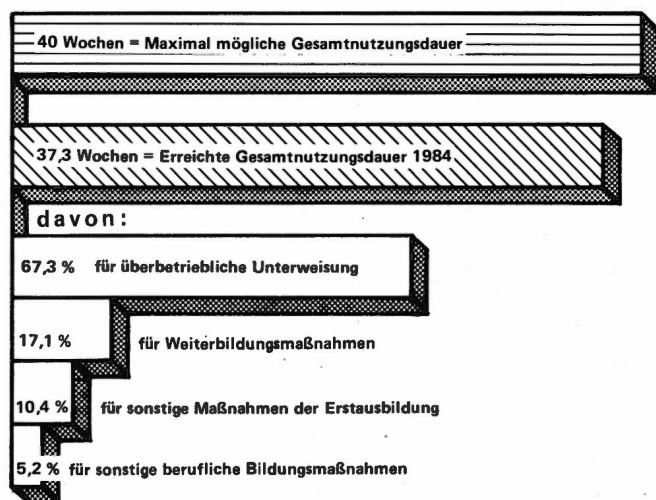 40 Wochen = Maximal mögliche Gesamtnutzungsdauer
37,3 Wochen = Erreichte Gesamtnutzungsdauer 1984
davon:
67,3 % für überbetriebliche Unterweisung
17,1 % für Weiterbildungsmaßnahmen
10,4 % für sonstige Maßnahmen der Erstausbildung
5,2 % für sonstige berufliche Bildungsmaßnahmen